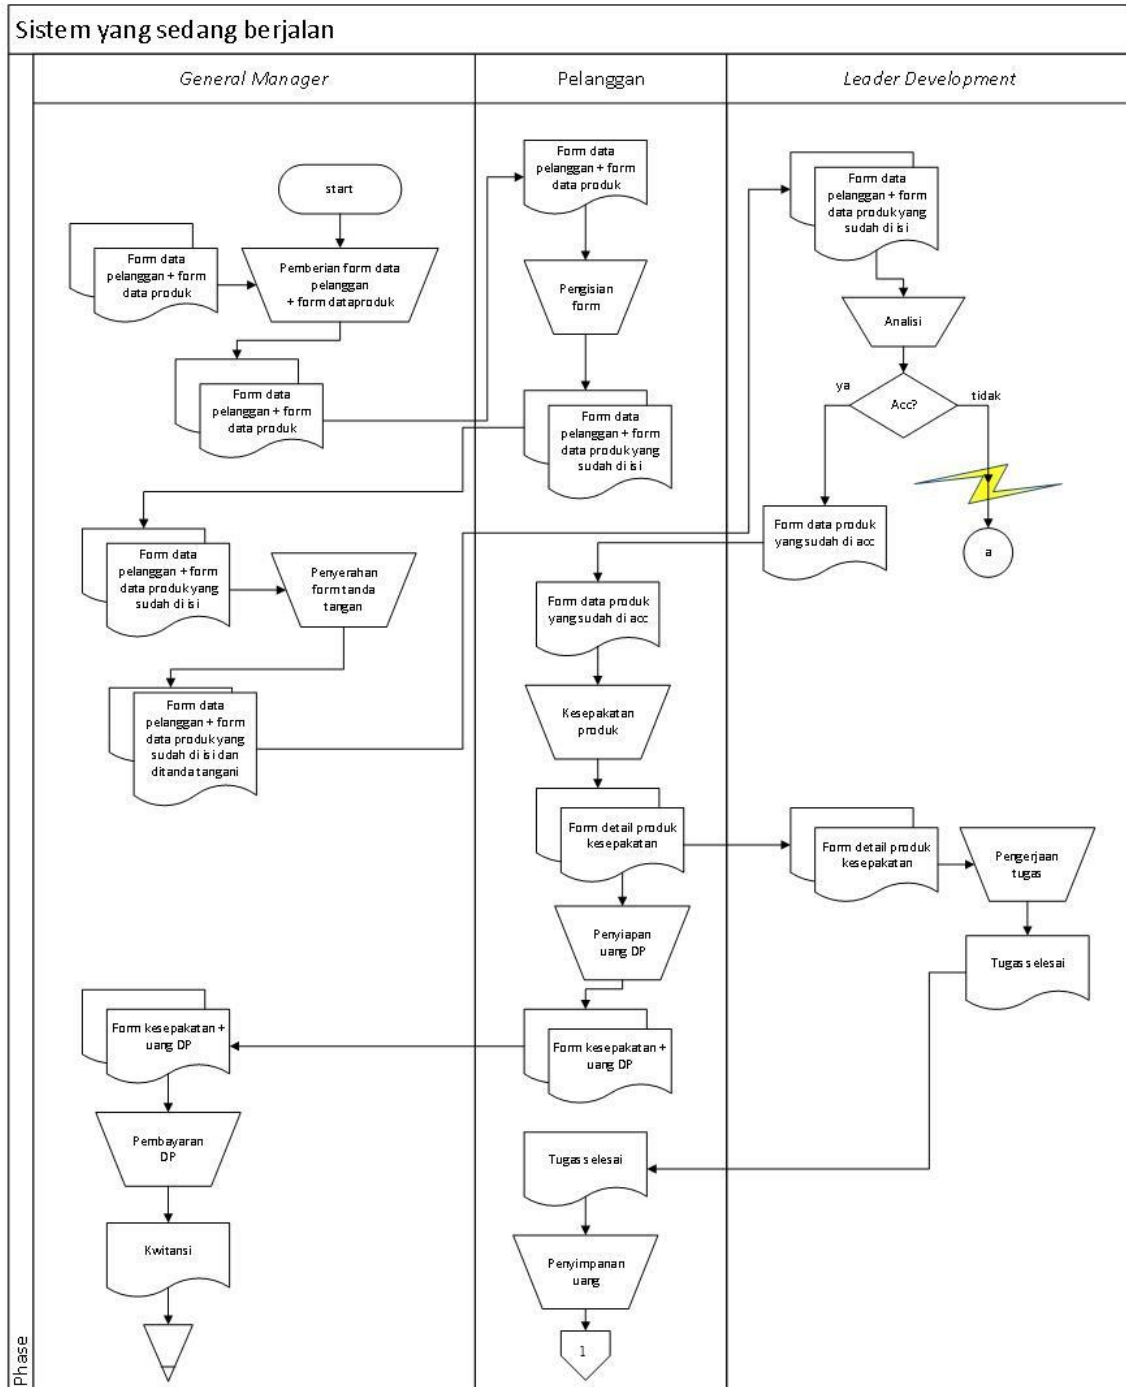 Sistem yang sedang berjalan
General Manager
Pelanggan
Leader Development
start
Form data
pelanggan + form
data produk
Pemberian form data
pelanggan
+ form dataproduk
Form data
pelanggan + form
data produk
Form data
pelanggan + form
data produk yang
sudah di isi
Penyerahan
form tanda
tangan
Form data
pelanggan + form
data produk yang
sudah di isi dan
ditanda tangani
Form kesepakatan +
uang DP
Pembayaran
DP
Kwitansi
Form data
pelanggan + form
data produk
Pengisian
form
Form data
pelanggan + form
data produk yang
sudah di isi
Form data produk
yang sudah di acc
Kesepakatan
produk
Form detail produk
kesepakatan
Penyiapan
uang DP
Form kesepakatan +
uang DP
Tugas selesai
Penyimpanan
uang
1
Form data
pelanggan + form
data produk yang
sudah di isi
Analisi
Acc?
ya
tidak
Form data produk
yang sudah di acc
a
Form detail produk
kesepakatan
Pengerjaan
tugas
Tugas selesai
Phase